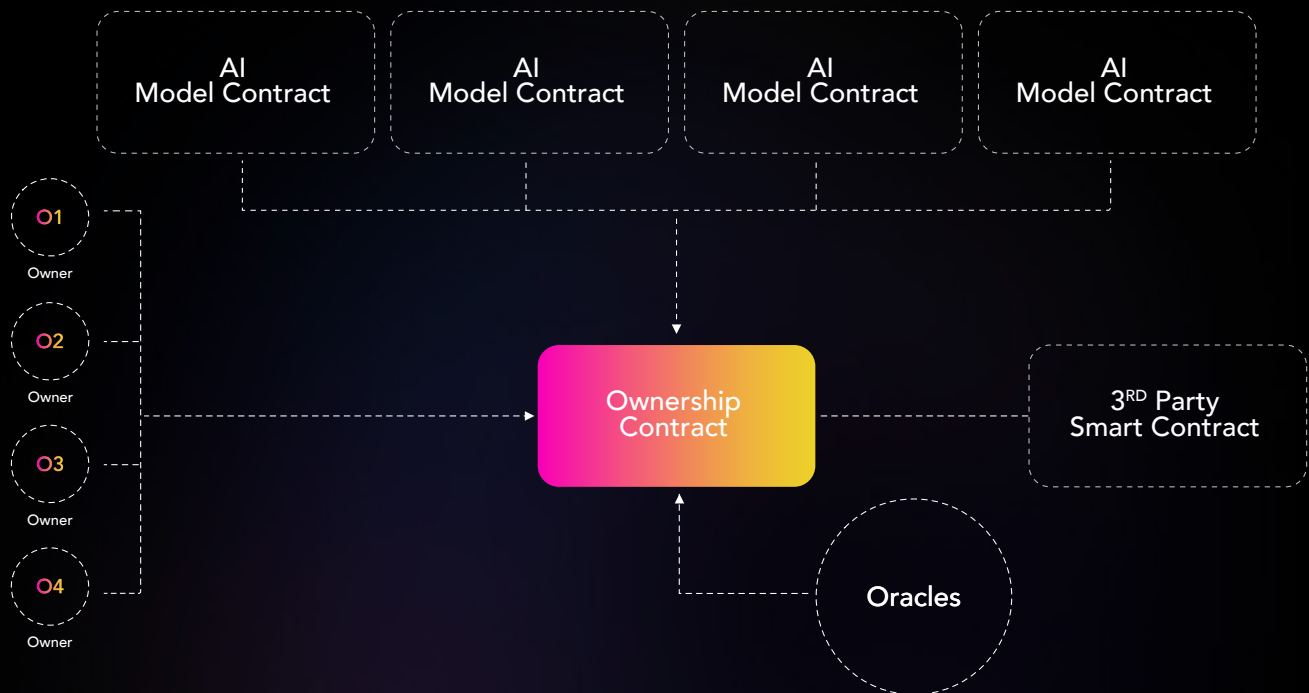 AI
Model Contract
AI
Model Contract
AI
Model Contract
AI
Model Contract
O1
Owner
O2
Owner
O3
Owner
O4
Owner
Ownership
Contract
3RD Party
Smart Contract
Oracles